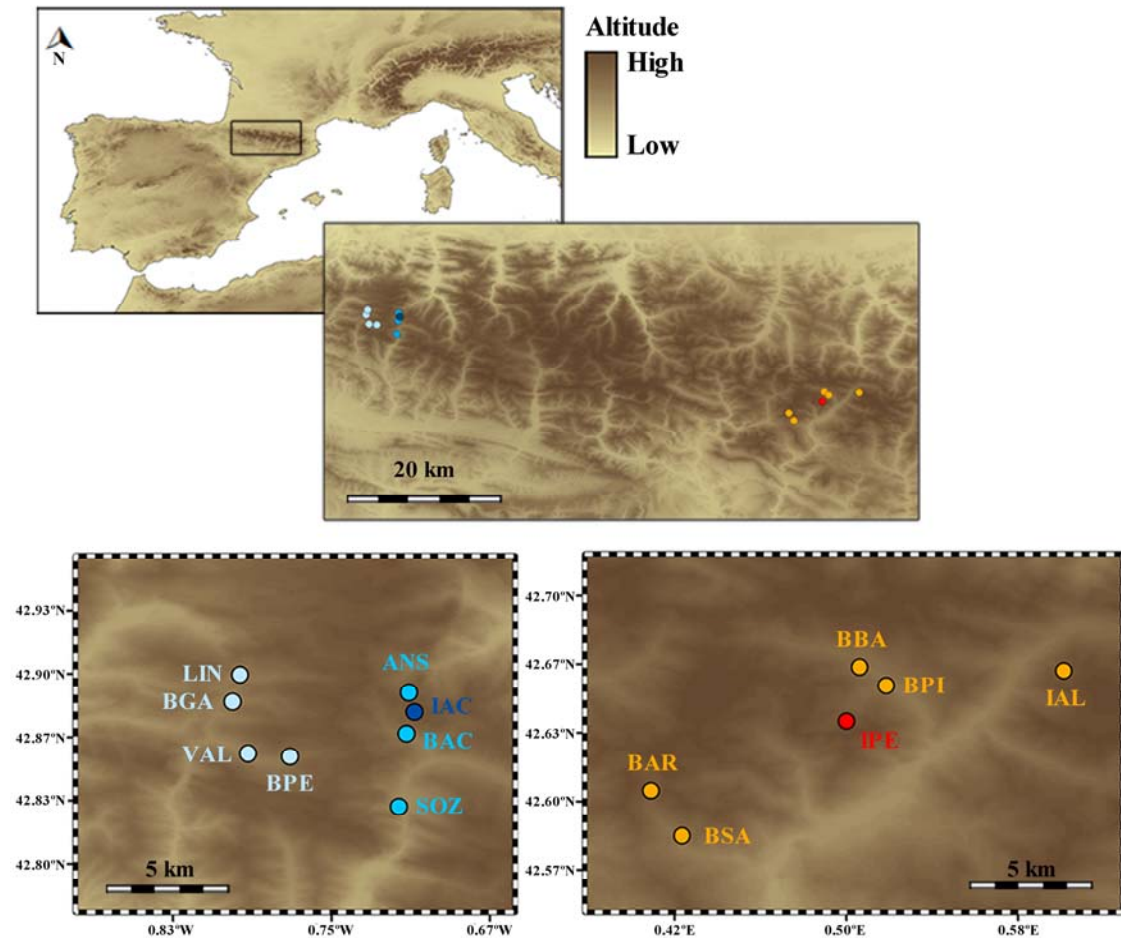 N
Altitude
High
Low
20 km
42.93°N
42.90°N
42.87°N
42.83°N
42.80°N
LIN
BGA
VAL
BPE
ANS
IAC
BAC
SOZ
5 km
0.83°W
0.75°W
0.67°W
42.70°N
42.67°N
42.63°N
42.60°N
42.57°N
BBA
BPI
IAL
IPE
BAR
BSA
5 km
0.42°E
0.50°E
0.58°E